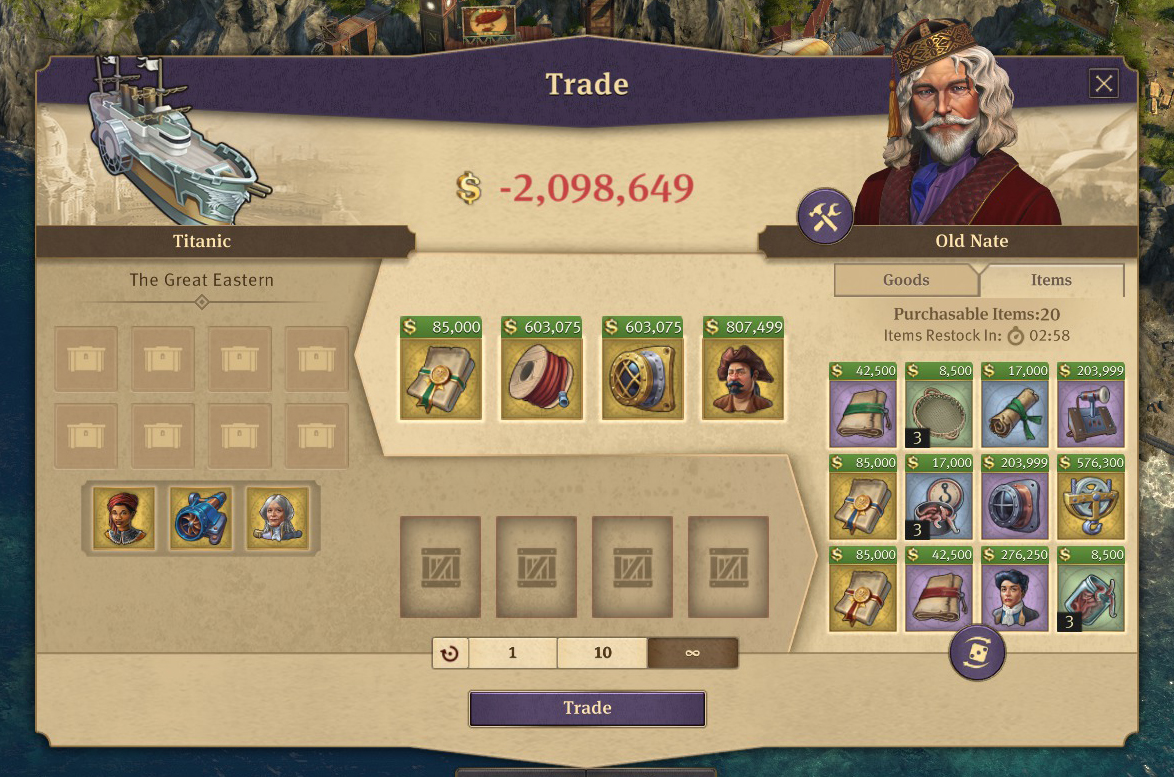 Trade
-2,098,649
Titanic
Old Nate
The Great Eastern
Goods
Items
Purchasable Items:20
Items Restock In: 02:58
$ 85,000
$ 603,075
$ 603,075
$ 807,499
$ 42,500
$ 8,500
$ 17,000
$ 203,999
3
$ 85,000
$ 17,000
$ 203,999
$ 576,300
3
$ 85,000
$ 42,500
$ 276,250
$ 8,500
3
1
10
∞
Trade